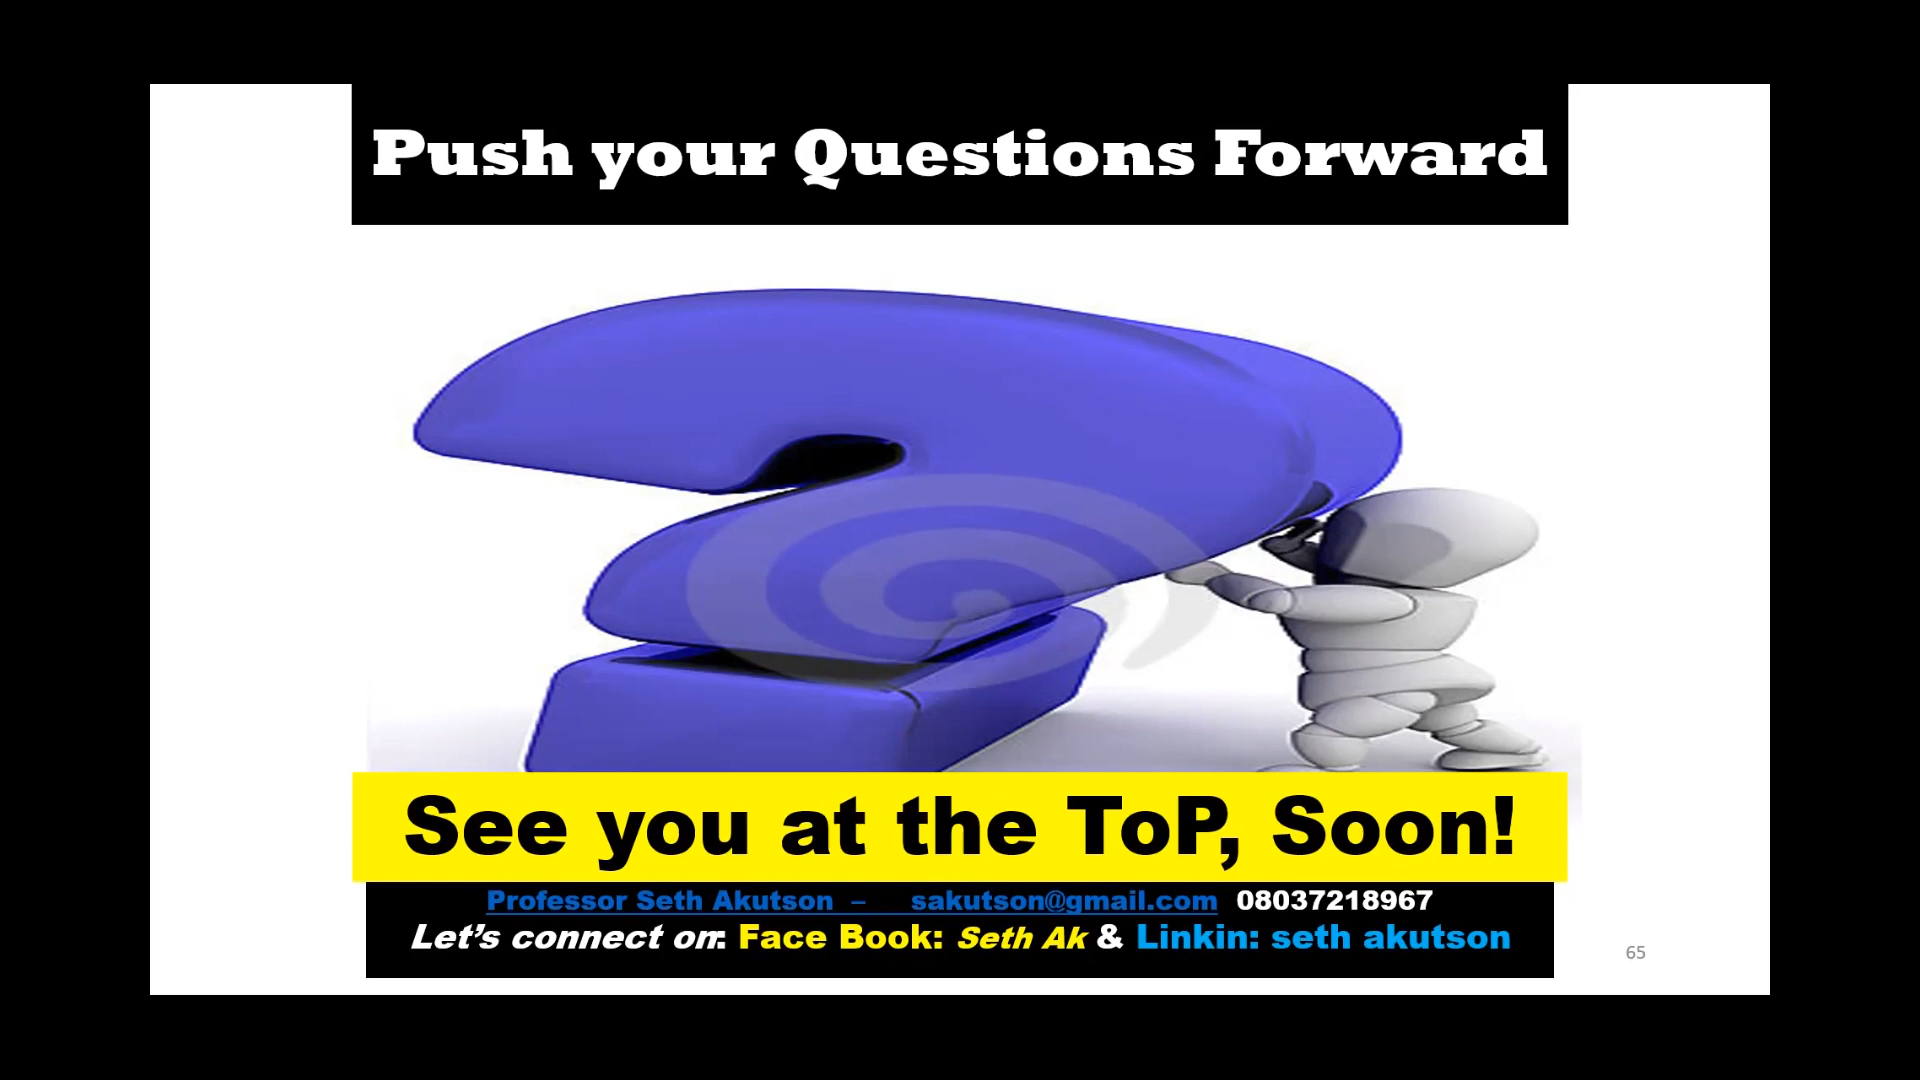 Push your Questions Forward
See you at the ToP, Soon!
Professor Seth Akutson – sakutson@gmail.com 08037218967
Let's connect on: Face Book: Seth Ak & Linkin: seth akutson
65